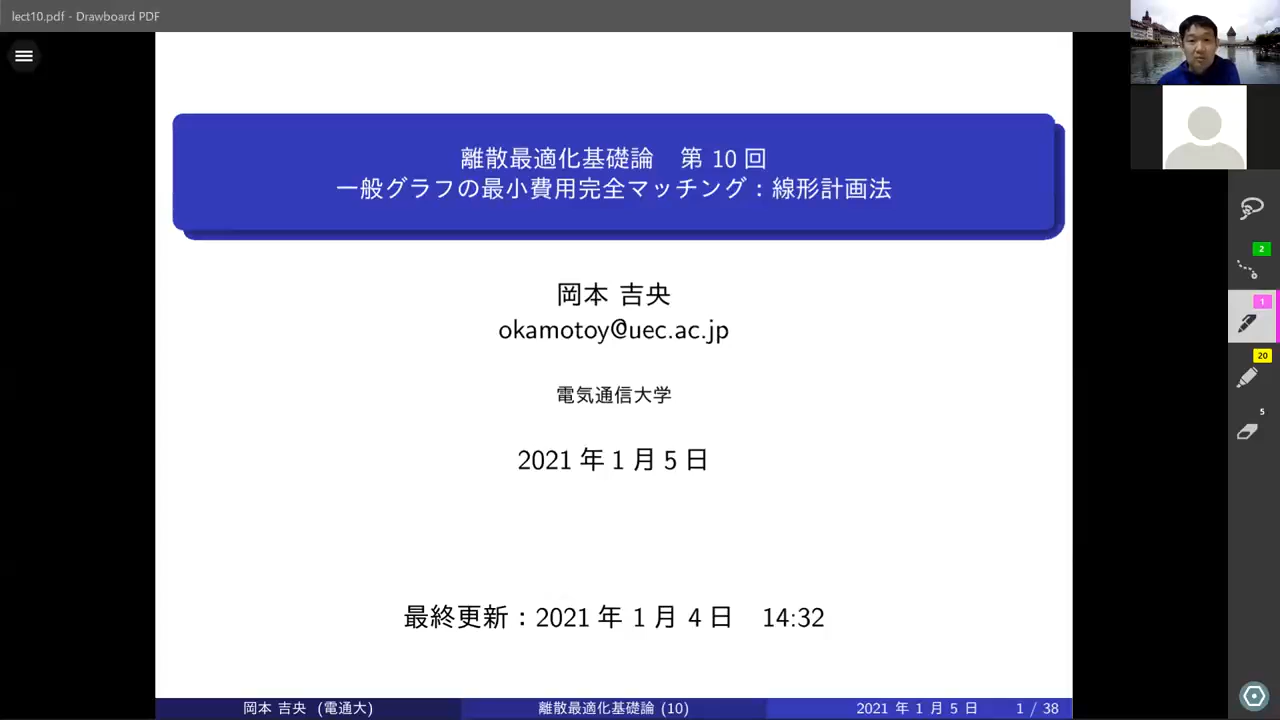 lect10.pdf - Drawboard PDF
離散最適化基礎論　第 10 回
一般グラフの最小費用完全マッチング：線形計画法
岡本 吉央
okamotoy@uec.ac.jp
電気通信大学
2021 年 1 月 5 日
最終更新：2021 年 1 月 4 日　14:32
岡本 吉央　(電通大)
離散最適化基礎論 (10)
2021 年 1 月 5 日
1 / 38
2
1
20
5